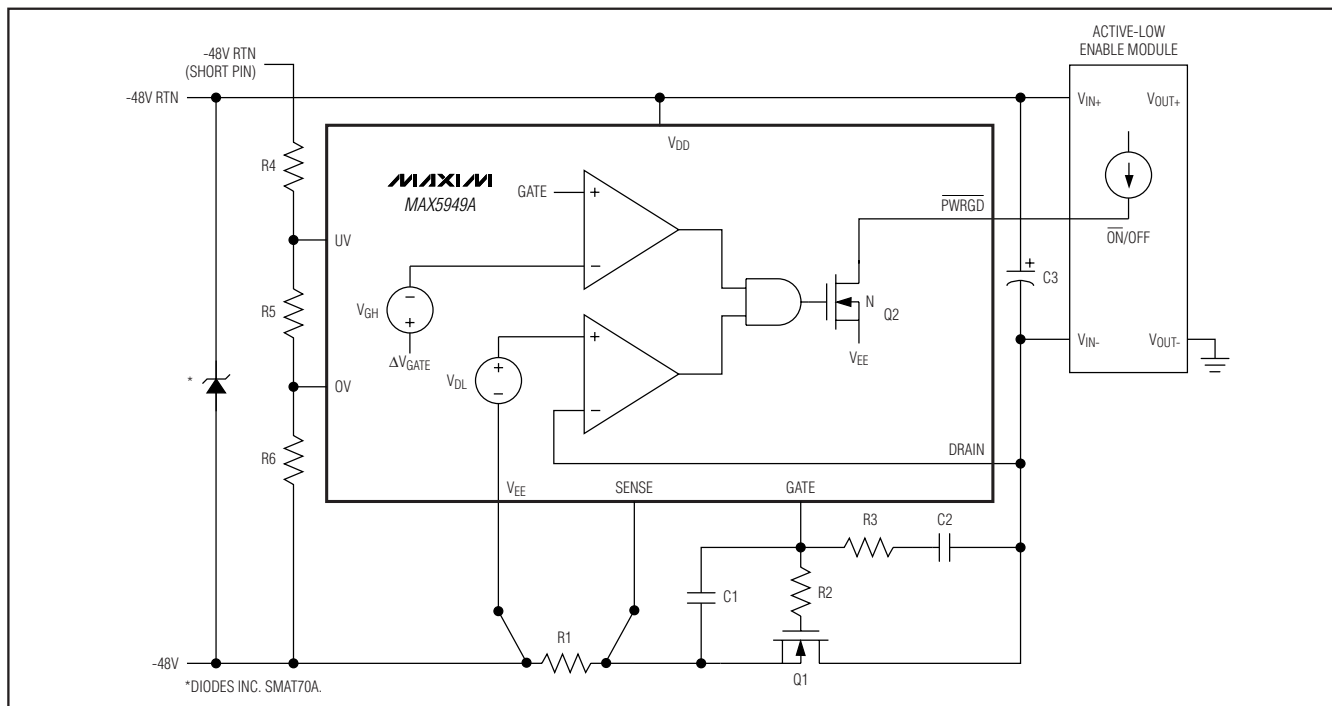 ACTIVE-LOW
ENABLE MODULE
-48V RTN
(SHORT PIN)
-48V RTN
VIN+
VOUT+
VDD
R4
MAXIM
MAX5949A
GATE
+
−
PWRGD
ON/OFF
UV
+
C3
VGH
−
+
N
Q2
R5
ΔVGATE
VEE
VIN-
VOUT-
+
VDL
+
−
*
OV
−
R6
DRAIN
VEE
SENSE
GATE
R3
C2
C1
R2
R1
-48V
Q1
*DIODES INC. SMAT70A.